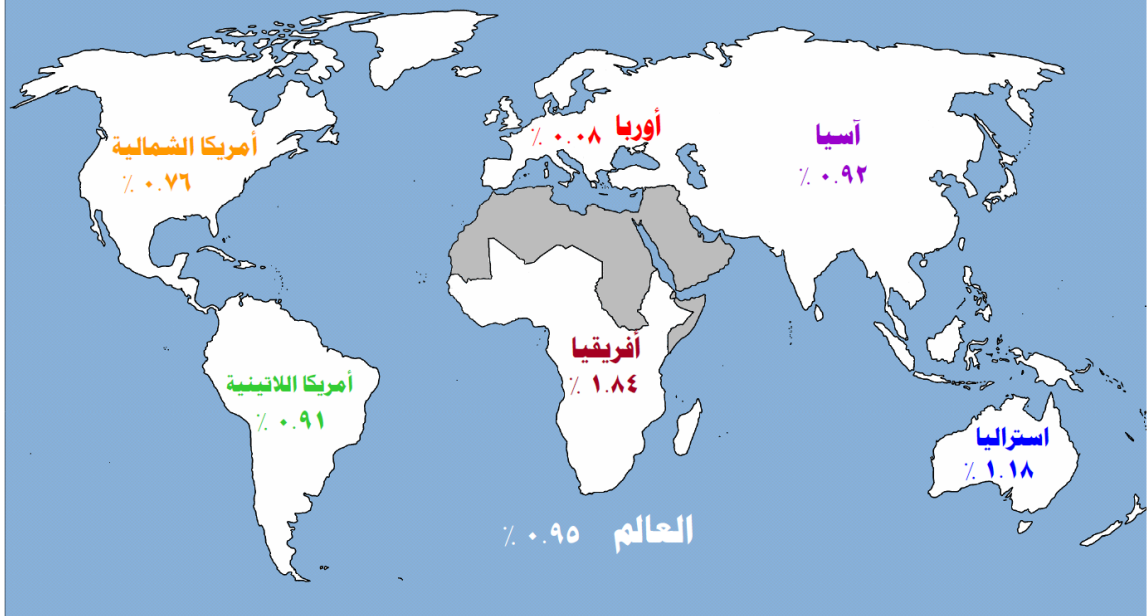 أوربا ٠.٠٨ %
آسيا
٠.٩٢ %
أمريكا الشمالية
٠.٧٦ %
أفريقيا
١.٨٤ %
أمريكا اللاتينية
٠.٩١ %
استراليا
١.١٨ %
العالم ٠.٩٥ %